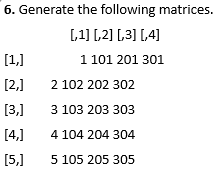 6. Generate the following matrices.
[,1] [,2] [,3] [,4]
[1,] 1 101 201 301
[2,] 2 102 202 302
[3,] 3 103 203 303
[4,] 4 104 204 304
[5,] 5 105 205 305